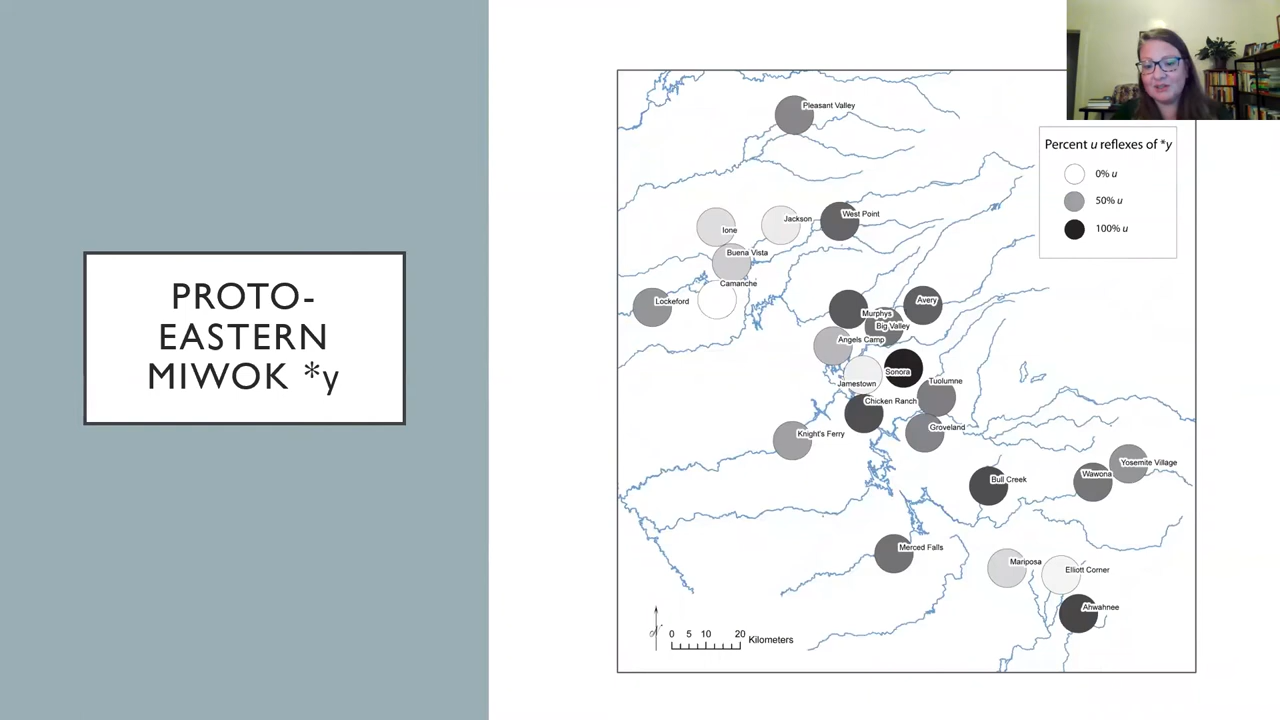 PROTO-
EASTERN
MIWOK *y
Pleasant Valley
Percent u reflexes of *y
0% u
50% u
100% u
West Point
Jackson
Ione
Buena Vista
Camanche
Lockeford
Avery
Murphys
Big Valley
Angels Camp
Sonora
Jamestown
Tuolumne
Chicken Ranch
Groveland
Knight's Ferry
Yosemite Village
Wawona
Bull Creek
Merced Falls
Mariposa
Elliott Corner
Ahwahnee
0 5 10 20
Kilometers